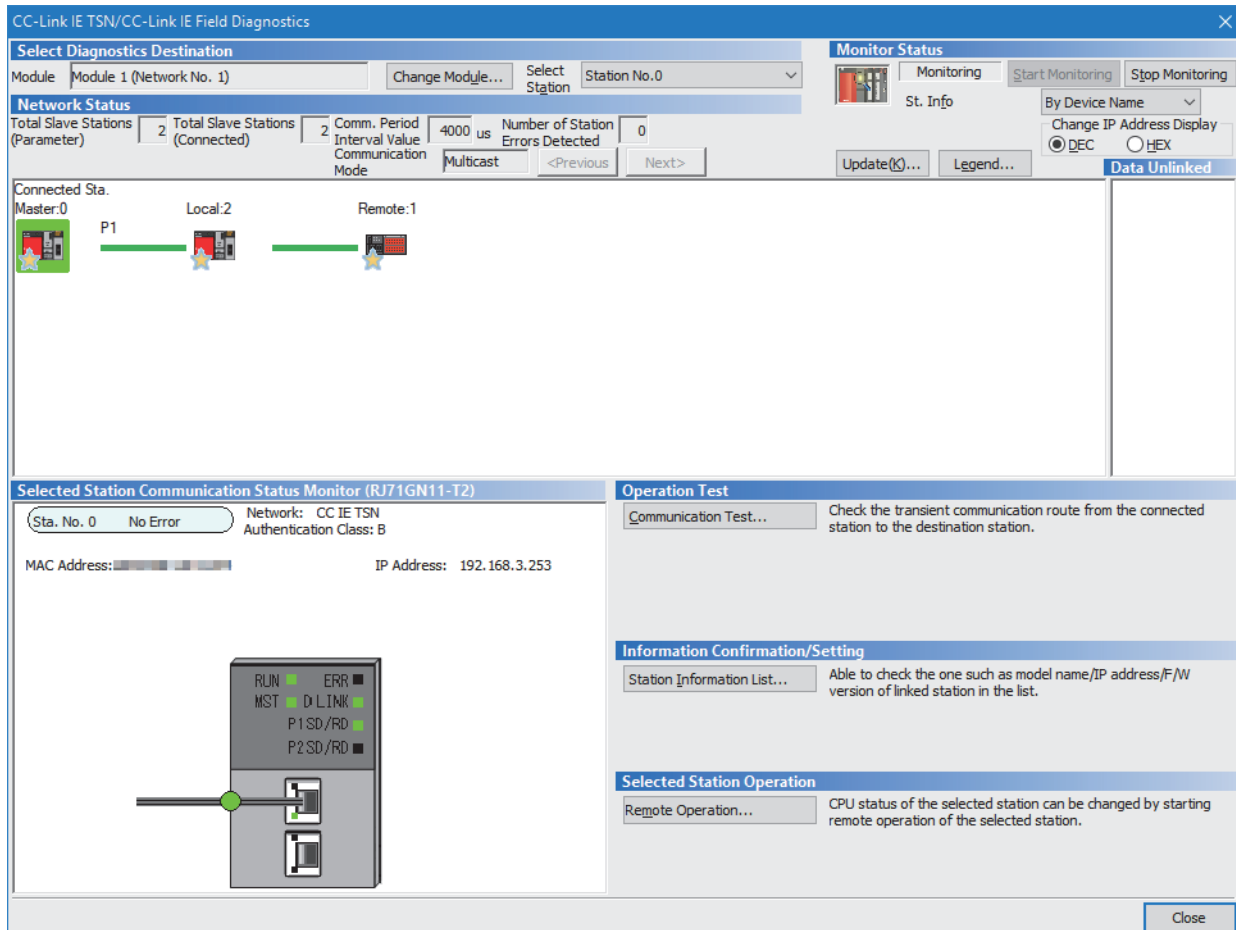 CC-Link IE TSN/CC-Link IE Field Diagnostics
Select Diagnostics Destination
Module Module 1 (Network No. 1) Change Module... Select Station Station No.0
Monitor Status
Monitoring Start Monitoring Stop Monitoring
St. Info By Device Name
Change IP Address Display
DEC HEX
Update(K)... Legend...
Network Status
Total Slave Stations (Parameter) 2 Total Slave Stations (Connected) 2 Comm. Period Interval Value 4000 us Number of Station Errors Detected 0
Communication Mode Multicast <Previous Next>
Data Unlinked
Connected Sta.
Master:0 Local:2 Remote:1
P1
Selected Station Communication Status Monitor (RJ71GN11-T2)
Sta. No. 0 No Error
Network: CC IE TSN
Authentication Class: B
MAC Address: IP Address: 192.168.3.253
RUN ERR
MST D LINK
P1SD/RD
P2SD/RD
Operation Test
Communication Test...
Check the transient communication route from the connected
station to the destination station.
Information Confirmation/Setting
Station Information List...
Able to check the one such as model name/IP address/F/W
version of linked station in the list.
Selected Station Operation
Remote Operation...
CPU status of the selected station can be changed by starting
remote operation of the selected station.
Close